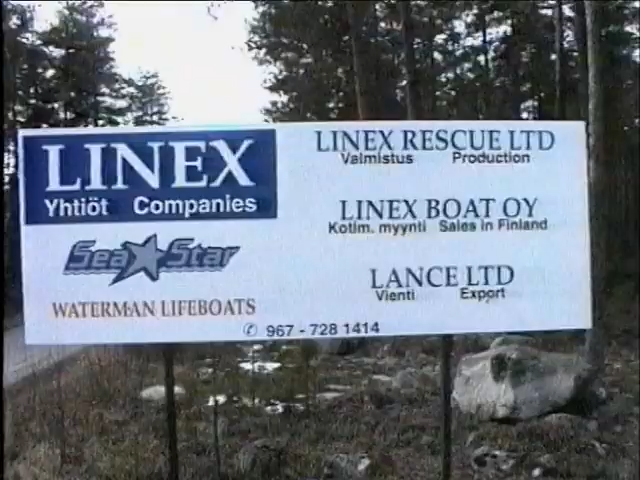 LINEX
Yhtiöt Companies
Sea Star
WATERMAN LIFEBOATS
LINEX RESCUE LTD
Valmistus Production
LINEX BOAT OY
Kotim. myynti Sales in Finland
LANCE LTD
Vienti Export
✆ 967 - 728 1414